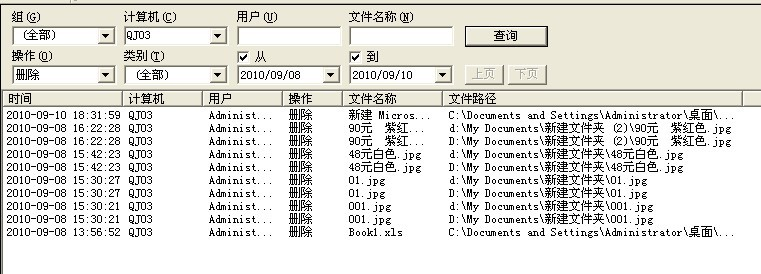 组(G) 计算机(C) 用户(U) 文件名称(N)
(全部) QJ03 查询
操作(O) 类别(T) 从 到
删除 (全部) 2010/09/08 2010/09/10 上页 下页
时间 计算机 用户 操作 文件名称 文件路径
2010-09-10 18:31:59 QJ03 Administ... 删除 新建 Micros... C:\Documents and Settings\Administrator\桌面\...
2010-09-08 16:22:28 QJ03 Administ... 删除 90元 紫红... d:\My Documents\新建文件夹 (2)\90元 紫红色.jpg
2010-09-08 16:22:28 QJ03 Administ... 删除 90元 紫红... D:\My Documents\新建文件夹 (2)\90元 紫红色.jpg
2010-09-08 15:42:23 QJ03 Administ... 删除 48元白色.jpg d:\My Documents\新建文件夹\48元白色.jpg
2010-09-08 15:42:23 QJ03 Administ... 删除 48元白色.jpg D:\My Documents\新建文件夹\48元白色.jpg
2010-09-08 15:30:27 QJ03 Administ... 删除 01.jpg d:\My Documents\新建文件夹\01.jpg
2010-09-08 15:30:27 QJ03 Administ... 删除 01.jpg D:\My Documents\新建文件夹\01.jpg
2010-09-08 15:30:21 QJ03 Administ... 删除 001.jpg d:\My Documents\新建文件夹\001.jpg
2010-09-08 15:30:21 QJ03 Administ... 删除 001.jpg D:\My Documents\新建文件夹\001.jpg
2010-09-08 13:56:52 QJ03 Administ... 删除 Book1.xls C:\Documents and Settings\Administrator\桌面\...